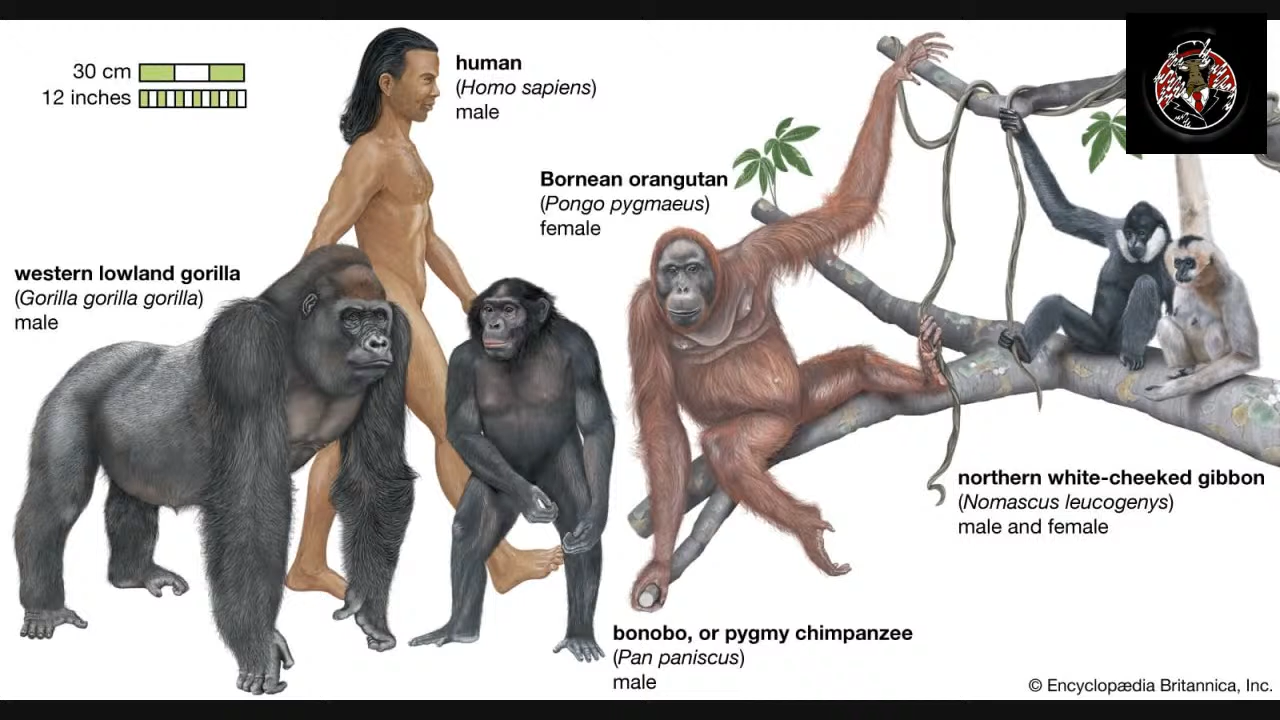 30 cm
12 inches
human
(Homo sapiens)
male
Bornean orangutan
(Pongo pygmaeus)
female
western lowland gorilla
(Gorilla gorilla gorilla)
male
northern white-cheeked gibbon
(Nomascus leucogenys)
male and female
bonobo, or pygmy chimpanzee
(Pan paniscus)
male
© Encyclopædia Britannica, Inc.